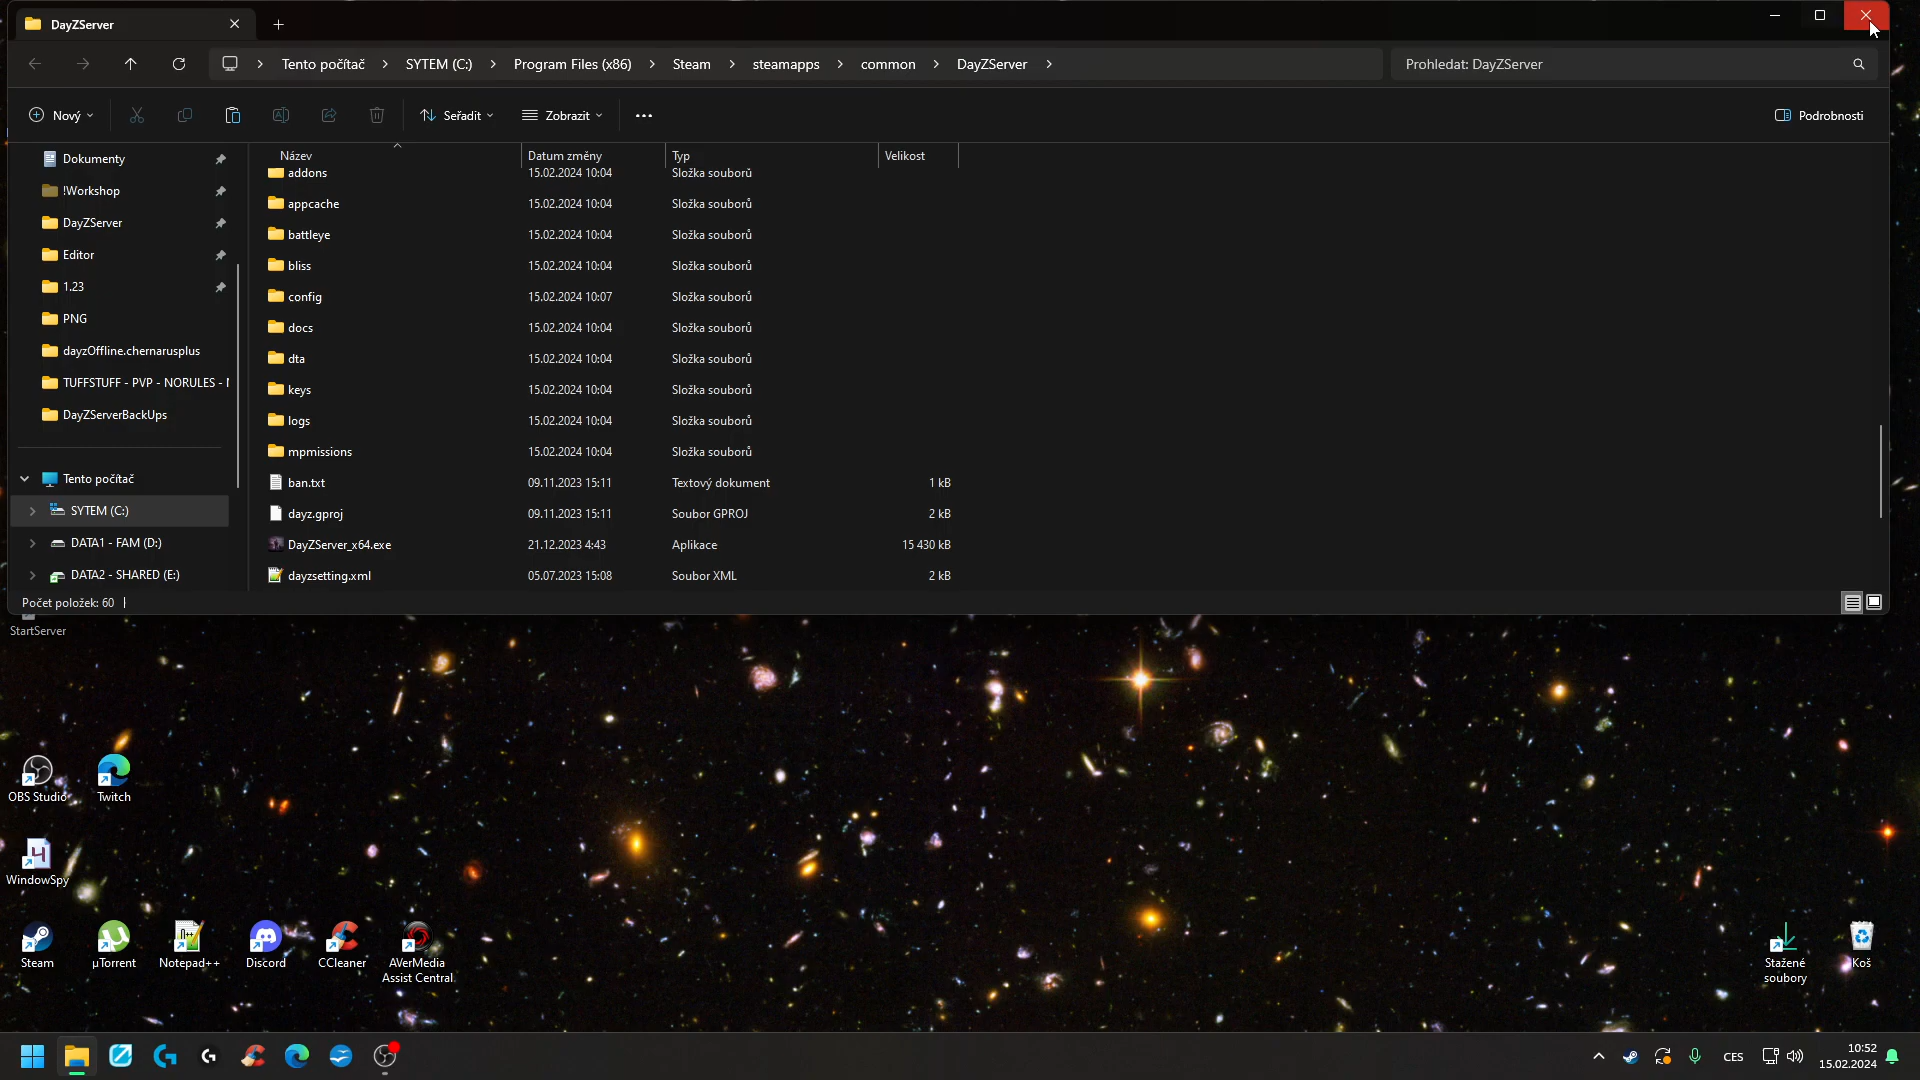 DayZServer
Tento počítač > SYTEM (C:) > Program Files (x86) > Steam > steamapps > common > DayZServer >
Prohledat: DayZServer
Nový
Seřadit
Zobrazit
Podrobnosti
Dokumenty
!Workshop
DayZServer
Editor
1.23
PNG
dayzOffline.chernarusplus
TUFFSTUFF - PVP - NORULES -
DayZServerBackUps
Tento počítač
SYTEM (C:)
DATA1 - FAM (D:)
DATA2 - SHARED (E:)
Název Datum změny Typ Velikost
addons 15.02.2024 10:04 Složka souborů
appcache 15.02.2024 10:04 Složka souborů
battleye 15.02.2024 10:04 Složka souborů
bliss 15.02.2024 10:04 Složka souborů
config 15.02.2024 10:07 Složka souborů
docs 15.02.2024 10:04 Složka souborů
dta 15.02.2024 10:04 Složka souborů
keys 15.02.2024 10:04 Složka souborů
logs 15.02.2024 10:04 Složka souborů
mpmissions 15.02.2024 10:04 Složka souborů
ban.txt 09.11.2023 15:11 Textový dokument 1 kB
dayz.gproj 09.11.2023 15:11 Soubor GPROJ 2 kB
DayZServer_x64.exe 21.12.2023 4:43 Aplikace 15 430 kB
dayzsetting.xml 05.07.2023 15:08 Soubor XML 2 kB
Počet položek: 60
StartServer
OBS Studio
Twitch
WindowSpy
Steam
µTorrent
Notepad++
Discord
CCleaner
AVerMedia
Assist Central
Stažené
soubory
Koš
CES
10:52
15.02.2024